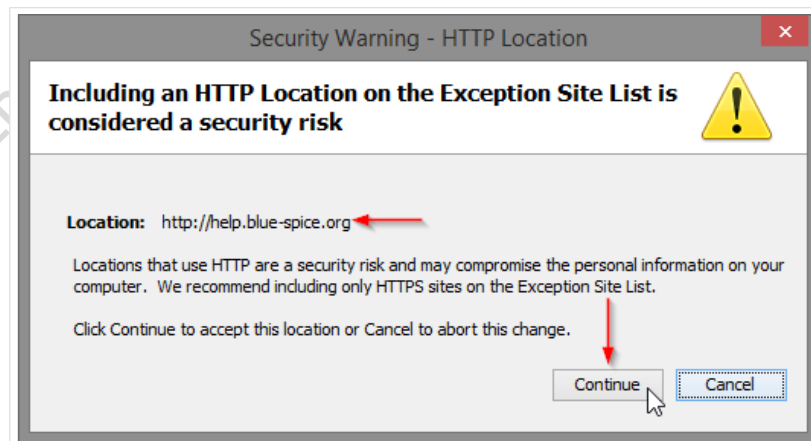 Security Warning - HTTP Location
Including an HTTP Location on the Exception Site List is
considered a security risk
Location: http://help.blue-spice.org
Locations that use HTTP are a security risk and may compromise the personal information on your
computer. We recommend including only HTTPS sites on the Exception Site List.
Click Continue to accept this location or Cancel to abort this change.
Continue Cancel